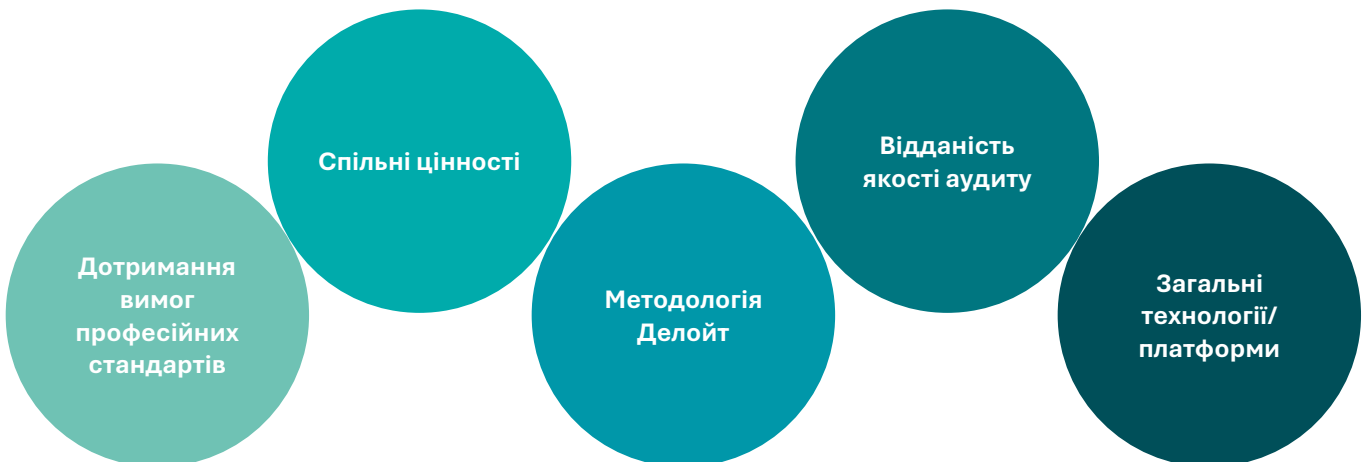 Дотримання
вимог
професійних
стандартів
Спільні цінності
Методологія
Делойт
Відданість
якості аудиту
Загальні
технології/
платформи